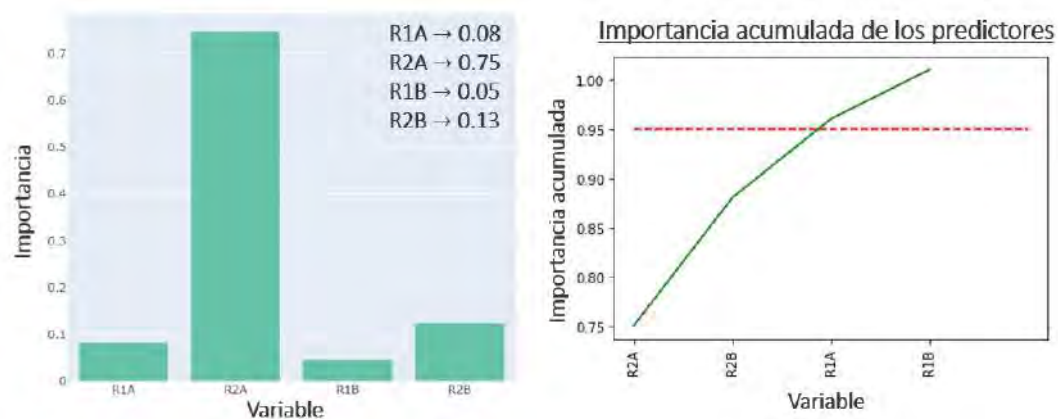 R1A → 0.08
R2A → 0.75
R1B → 0.05
R2B → 0.13
0.7
0.6
0.5
0.4
0.3
0.2
0.1
0
Importancia
R1A R2A R1B R2B
Variable
Importancia acumulada de los predictores
1.00
0.95
0.90
0.85
0.80
0.75
Importancia acumulada
R2A R2B R1A R1B
Variable